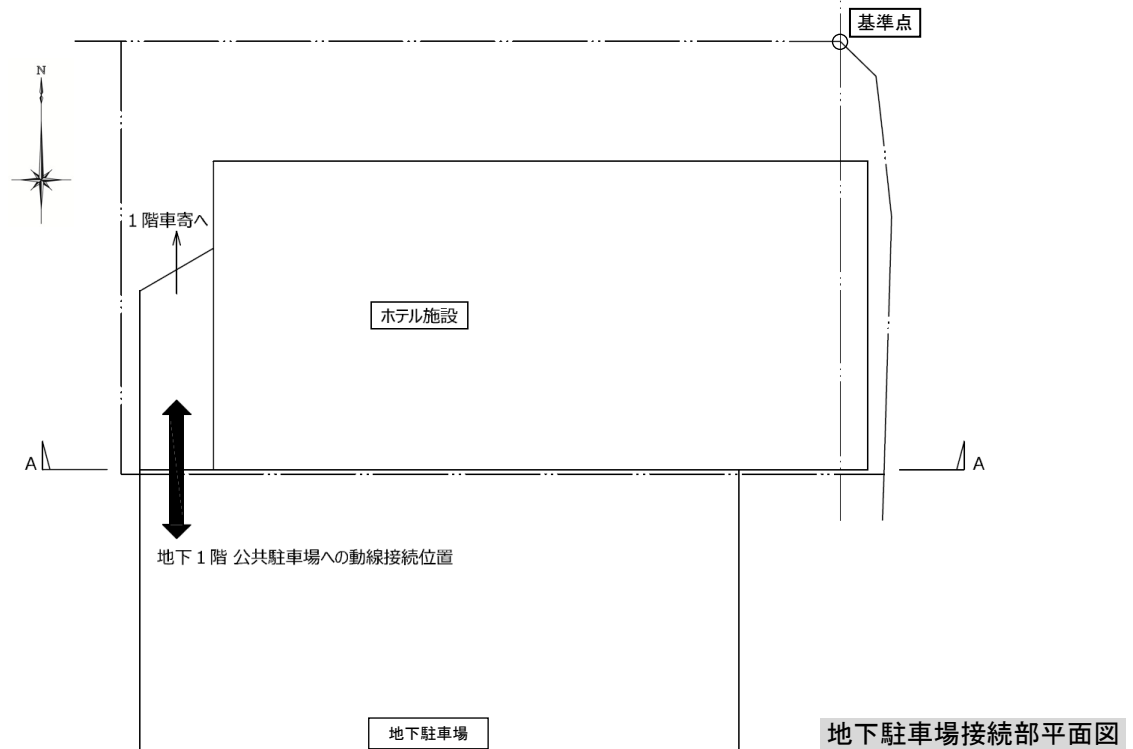 基準点
N
1階車寄へ
ホテル施設
A
A
地下1階 公共駐車場への動線接続位置
地下駐車場
地下駐車場接続部平面図